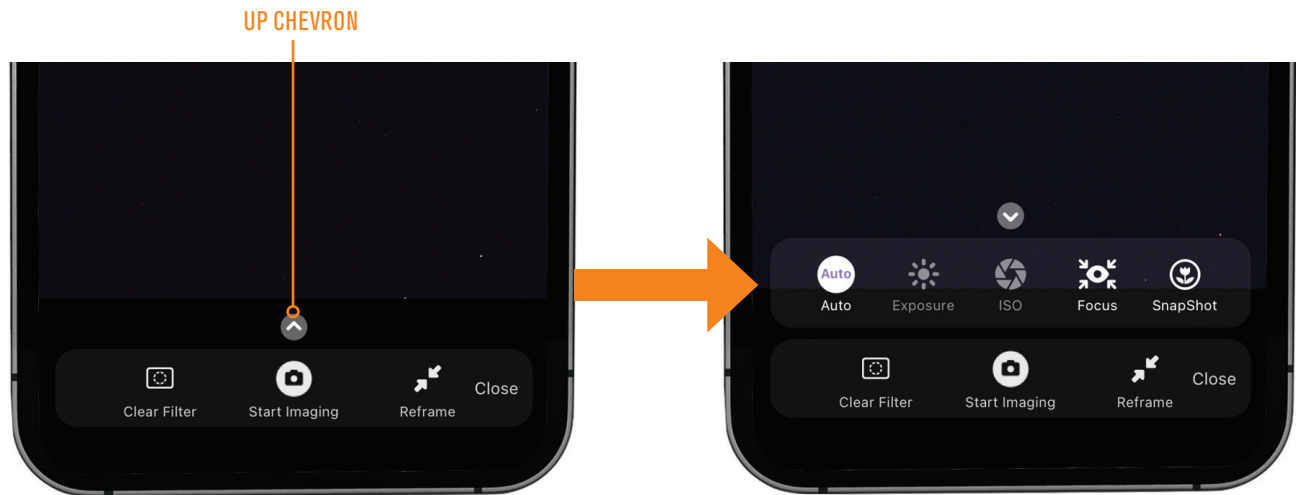 UP CHEVRON
Clear Filter
Start Imaging
Reframe
Close
Auto
Auto
Exposure
ISO
Focus
SnapShot
Clear Filter
Start Imaging
Reframe
Close